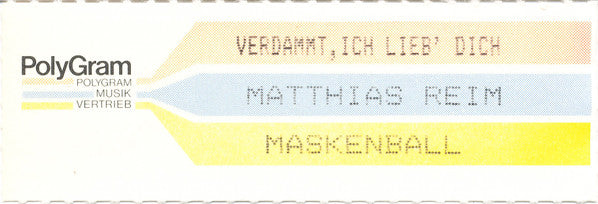 PolyGram
POLYGRAM
MUSIK
VERTRIEB
VERDAMMT, ICH LIEB' DICH
MATTHIAS REIM
MASKENBALL